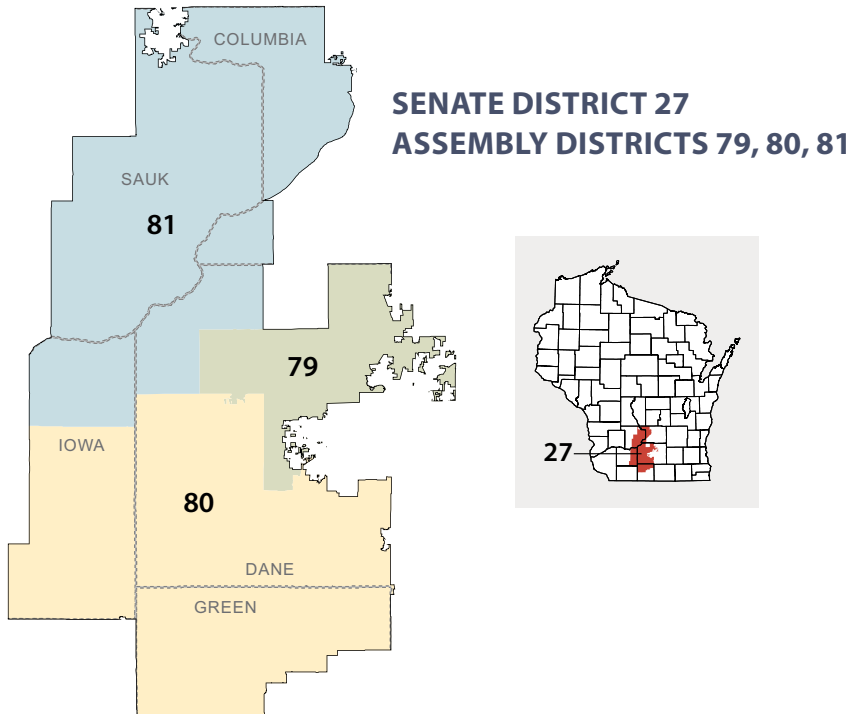 COLUMBIA
SENATE DISTRICT 27
ASSEMBLY DISTRICTS 79, 80, 81
SAUK
81
79
IOWA
27
80
DANE
GREEN